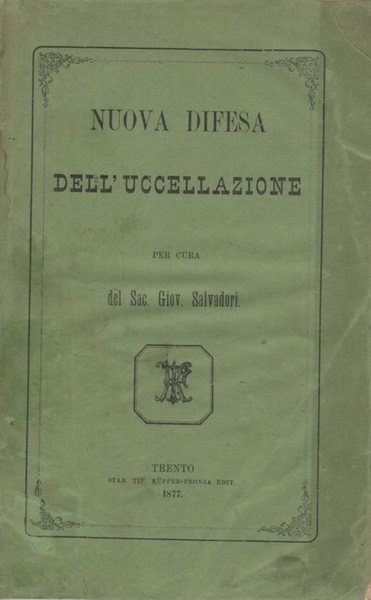 NUOVA DIFESA
DELL'UCCELLAZIONE
PER CURA
del Sac. Giov. Salvadori.
TRENTO
STAB. TIP. KÜPPER-FRONZA EDIT.
1877.